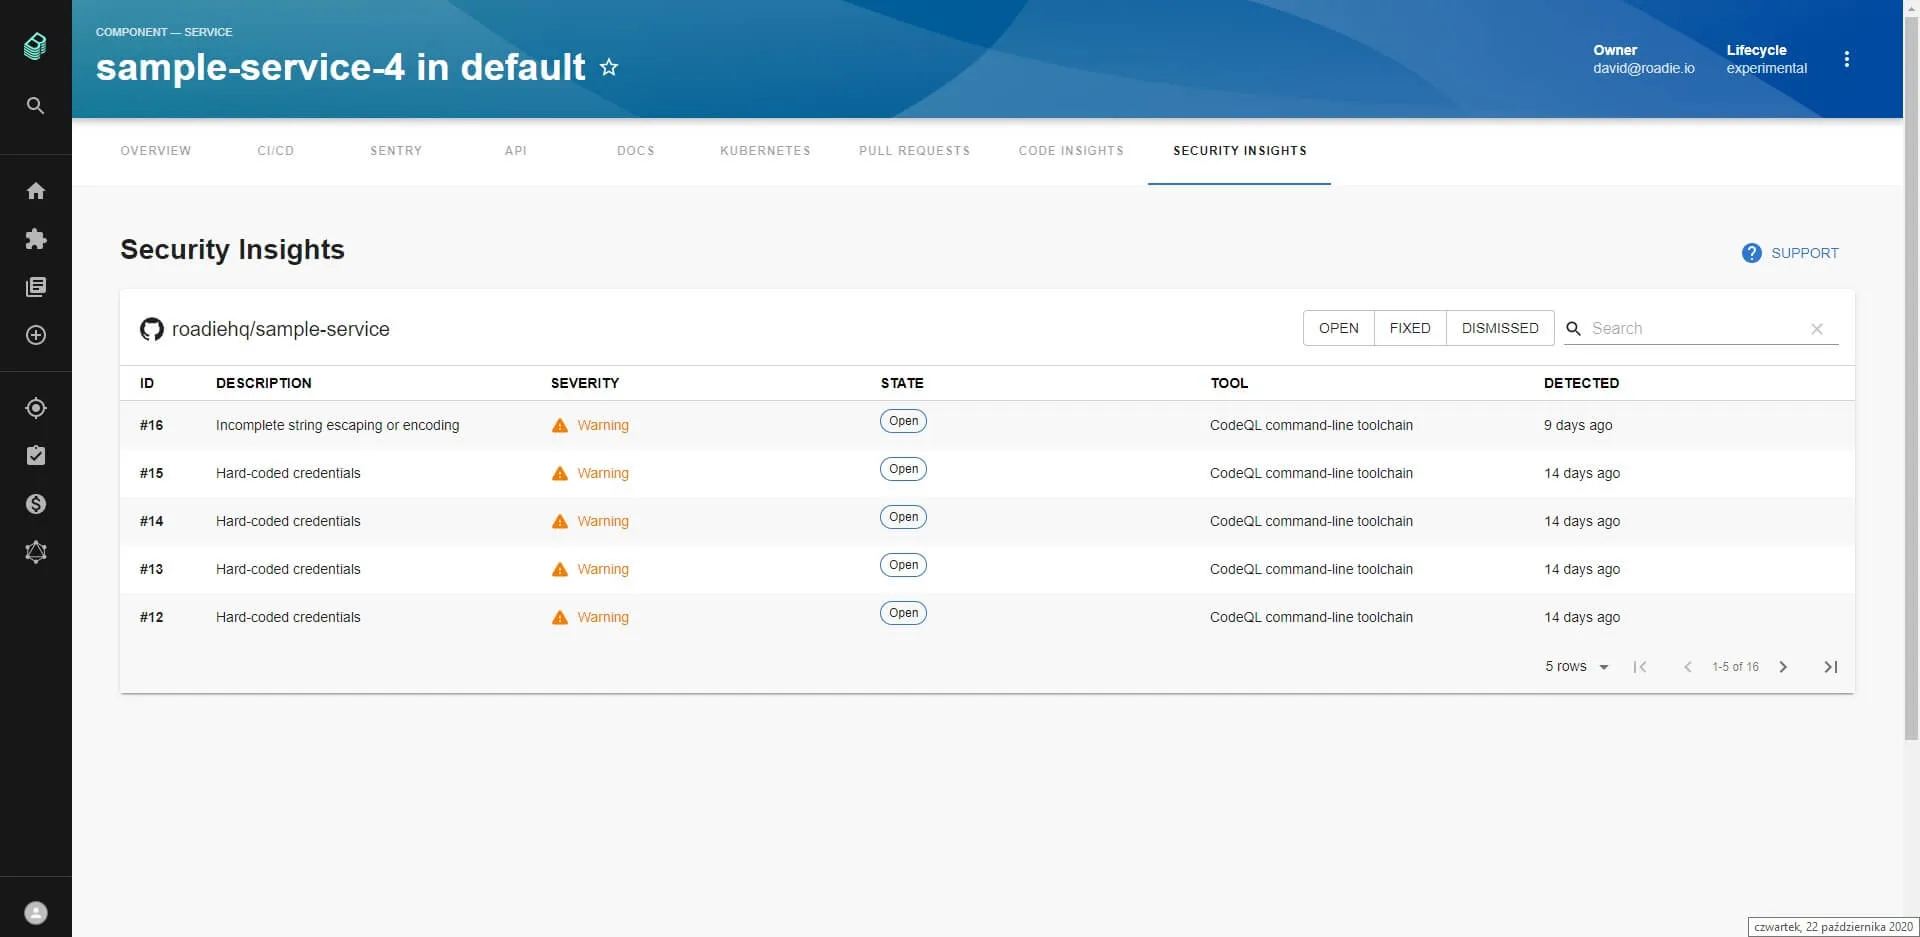 COMPONENT — SERVICE
sample-service-4 in default
Owner
david@roadie.io
Lifecycle
experimental
OVERVIEW CI/CD SENTRY API DOCS KUBERNETES PULL REQUESTS CODE INSIGHTS SECURITY INSIGHTS
Security Insights
SUPPORT
roadiehq/sample-service
OPEN FIXED DISMISSED Search
ID DESCRIPTION SEVERITY STATE TOOL DETECTED
#16 Incomplete string escaping or encoding Warning Open CodeQL command-line toolchain 9 days ago
#15 Hard-coded credentials Warning Open CodeQL command-line toolchain 14 days ago
#14 Hard-coded credentials Warning Open CodeQL command-line toolchain 14 days ago
#13 Hard-coded credentials Warning Open CodeQL command-line toolchain 14 days ago
#12 Hard-coded credentials Warning Open CodeQL command-line toolchain 14 days ago
5 rows 1-5 of 16
czwartek, 22 października 2020